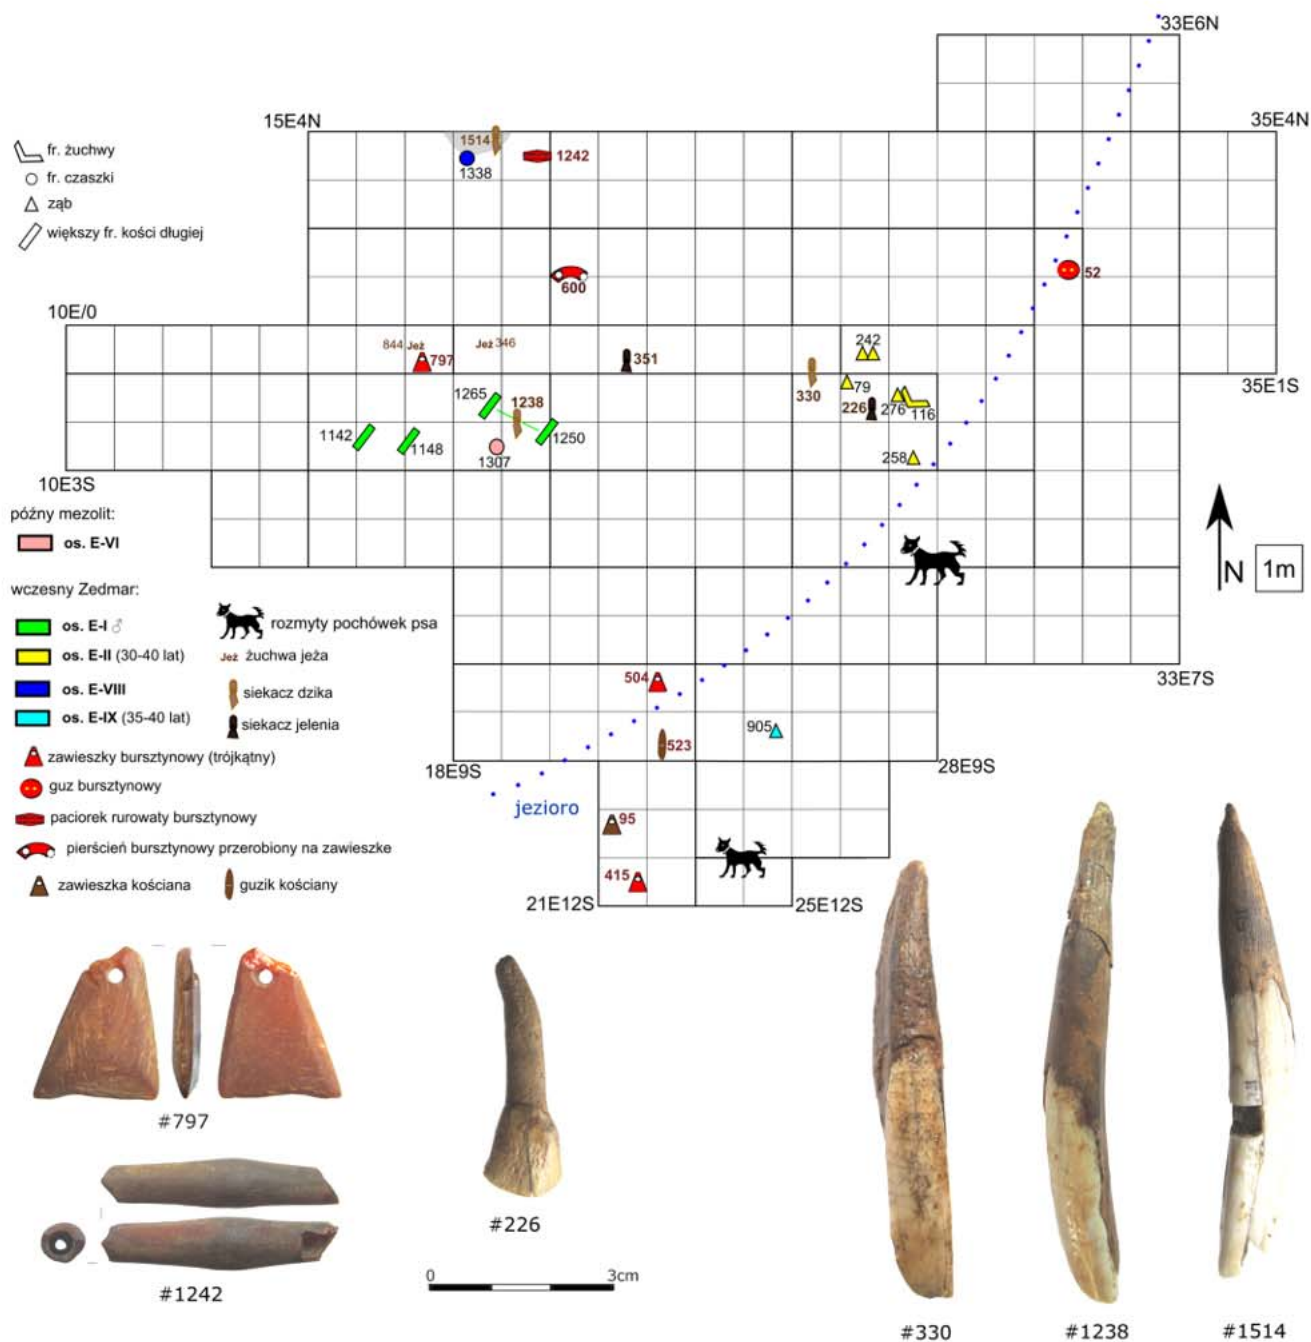 33E6N
15E4N
35E4N
fr. żuchwy
fr. czaszki
ząb
większy fr. kości długiej
1514
1338
1242
600
52
10E/0
844 Jeż
Jeż 346
797
351
242
330
79
226
276
116
35E1S
1265
1238
1142
1148
1250
1307
258
10E3S
późny mezolit:
os. E-VI
N
1m
wczesny Zedmar:
os. E-I ♂
os. E-II (30-40 lat)
os. E-VIII
os. E-IX (35-40 lat)
rozmyty pochówek psa
Jeż żuchwa jeża
siekacz dzika
siekacz jelenia
504
905
523
33E7S
18E9S
28E9S
zawieszky bursztynowy (trójkątny)
guz bursztynowy
paciorek rurowaty bursztynowy
pierścień bursztynowy przerobiony na zawieszke
zawieszka kościana
guzik kościany
jezioro
95
415
21E12S
25E12S
#797
#1242
#226
0 3cm
#330
#1238
#1514